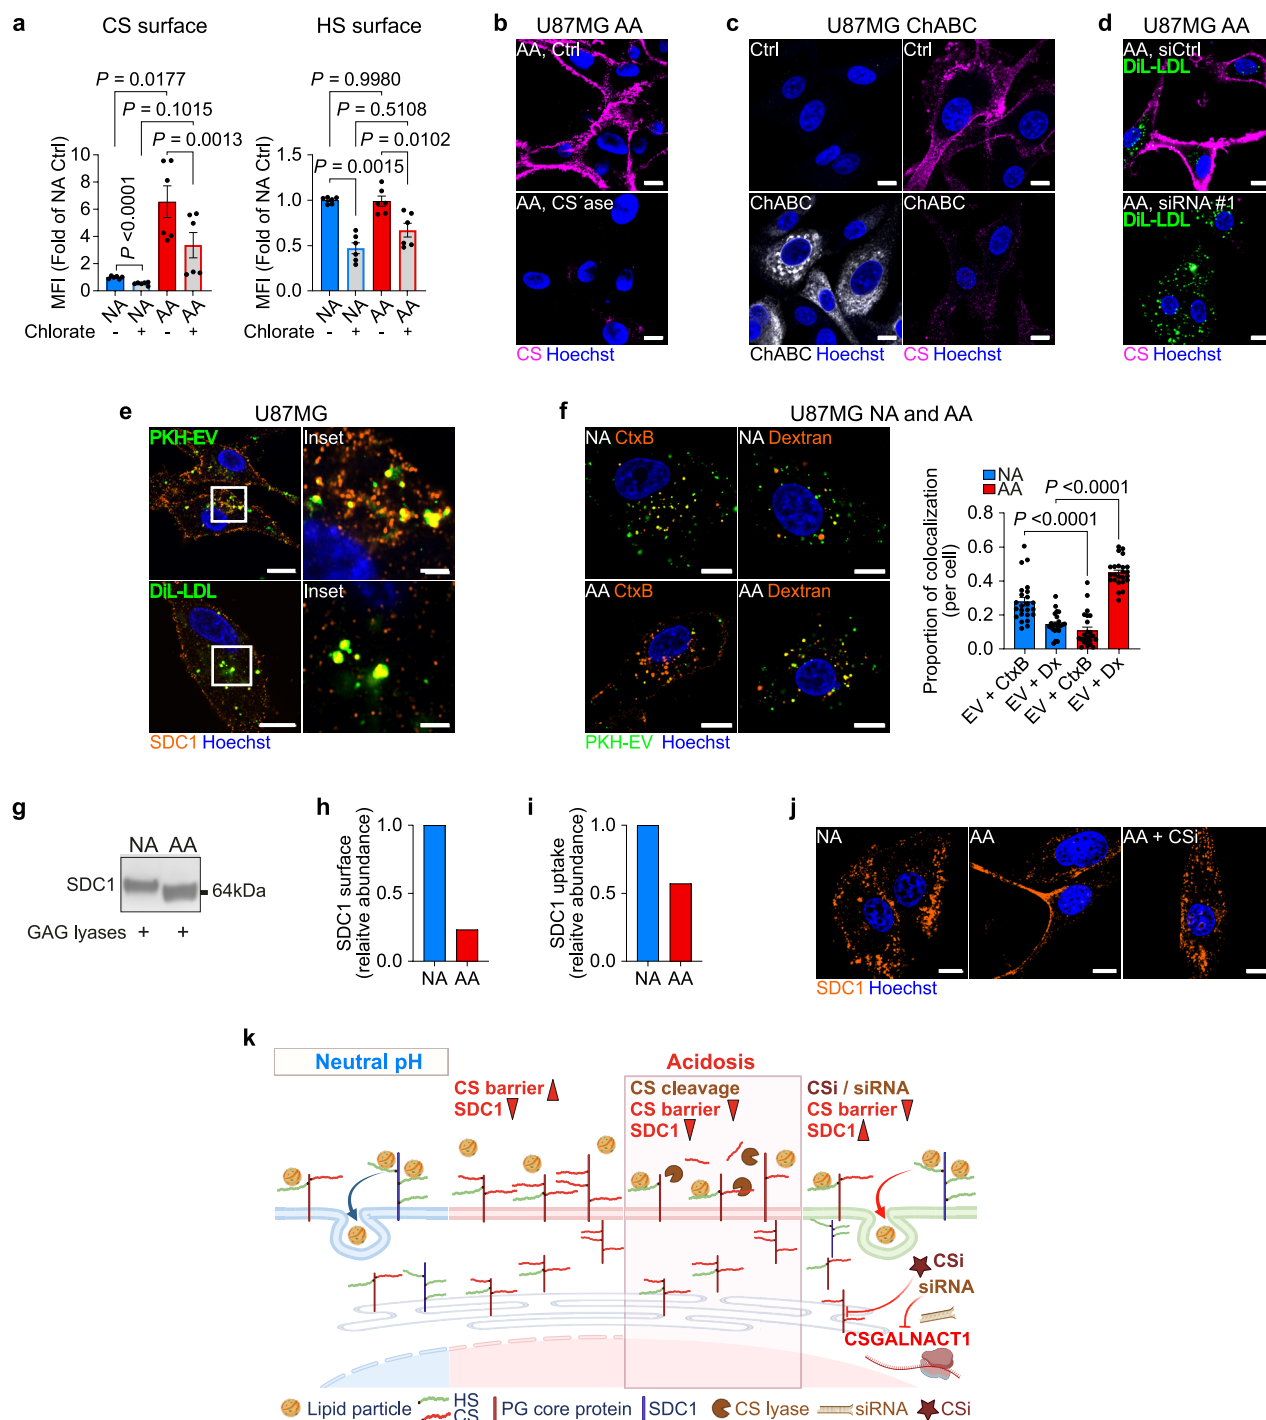 a
CS surface
HS surface
P = 0.0177
P = 0.1015
P = 0.0013
P <0.0001
MFI (Fold of NA Ctrl)
10
8
6
4
2
0
NA NA AA AA
Chlorate - + - +
P = 0.9980
P = 0.5108
P = 0.0102
P = 0.0015
MFI (Fold of NA Ctrl)
1.5
1.0
0.5
0.0
NA NA AA AA
- + - +
b
U87MG AA
AA, Ctrl
AA, CS´ase
CS Hoechst
c
U87MG ChABC
Ctrl
Ctrl
ChABC
ChABC
ChABC Hoechst
CS Hoechst
d
U87MG AA
AA, siCtrl
DiL-LDL
AA, siRNA #1
DiL-LDL
CS Hoechst
e
U87MG
PKH-EV
Inset
DiL-LDL
Inset
SDC1 Hoechst
f
U87MG NA and AA
NA CtxB
NA Dextran
AA CtxB
AA Dextran
PKH-EV Hoechst
NA
AA
P <0.0001
P <0.0001
Proportion of colocalization
(per cell)
0.8
0.6
0.4
0.2
0.0
EV + CtxB
EV + Dx
EV + CtxB
EV + Dx
g
NA AA
SDC1
64kDa
GAG lyases + +
h
SDC1 surface
(relaitve abundance)
1.0
0.5
0.0
NA AA
i
SDC1 uptake
(relaitve abundance)
1.0
0.5
0.0
NA AA
j
NA
AA
AA + CSi
SDC1 Hoechst
k
Neutral pH
Acidosis
CS barrier
SDC1
CS cleavage
CS barrier
SDC1
CSi / siRNA
CS barrier
SDC1
CSi
siRNA
CSGALNACT1
Lipid particle
HS
CS
PG core protein
SDC1
CS lyase
siRNA
CSi